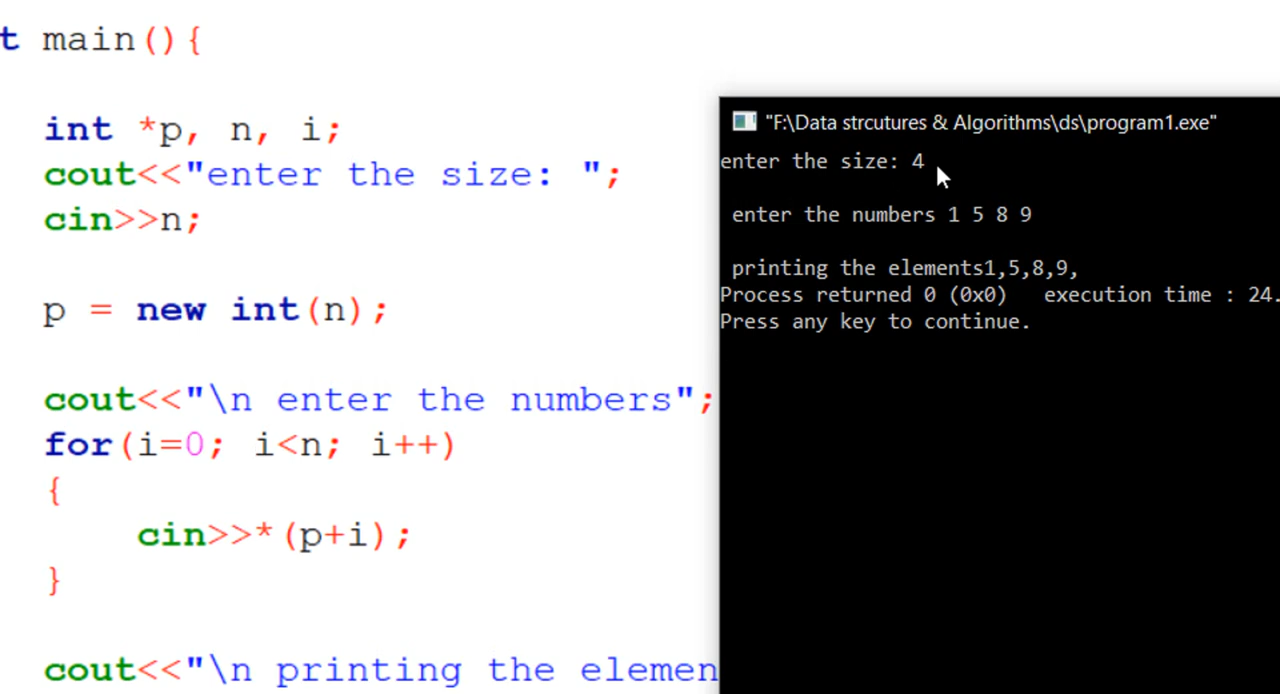 t main(){
int *p, n, i;
cout<<"enter the size: ";
cin>>n;
p = new int(n);
cout<<"\n enter the numbers";
for(i=0; i<n; i++)
{
cin>>*(p+i);
}
cout<<"\n printing the elemen
"F:\Data strcutures & Algorithms\ds\program1.exe"
enter the size: 4
enter the numbers 1 5 8 9
printing the elements1,5,8,9,
Process returned 0 (0x0)   execution time : 24.
Press any key to continue.